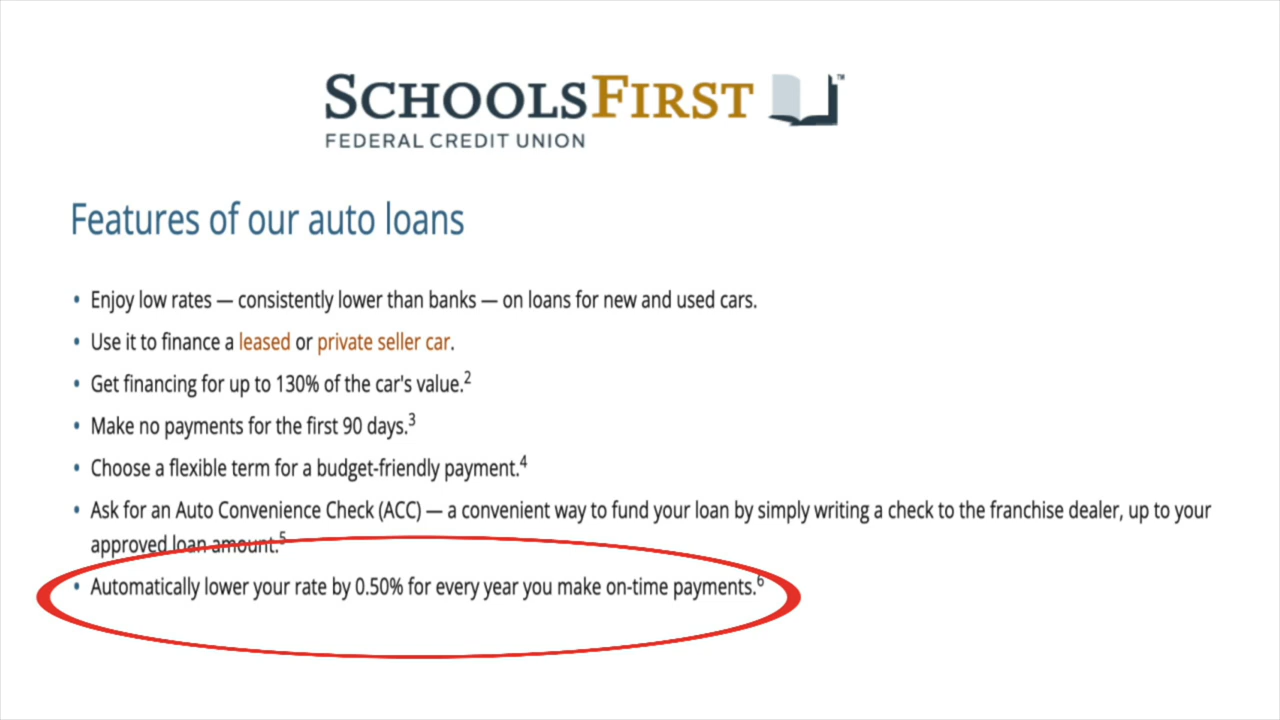 SCHOOLSFIRST ™
FEDERAL CREDIT UNION
Features of our auto loans
• Enjoy low rates — consistently lower than banks — on loans for new and used cars.
• Use it to finance a leased or private seller car.
• Get financing for up to 130% of the car's value.2
• Make no payments for the first 90 days.3
• Choose a flexible term for a budget-friendly payment.4
• Ask for an Auto Convenience Check (ACC) — a convenient way to fund your loan by simply writing a check to the franchise dealer, up to your
approved loan amount.5
• Automatically lower your rate by 0.50% for every year you make on-time payments.6